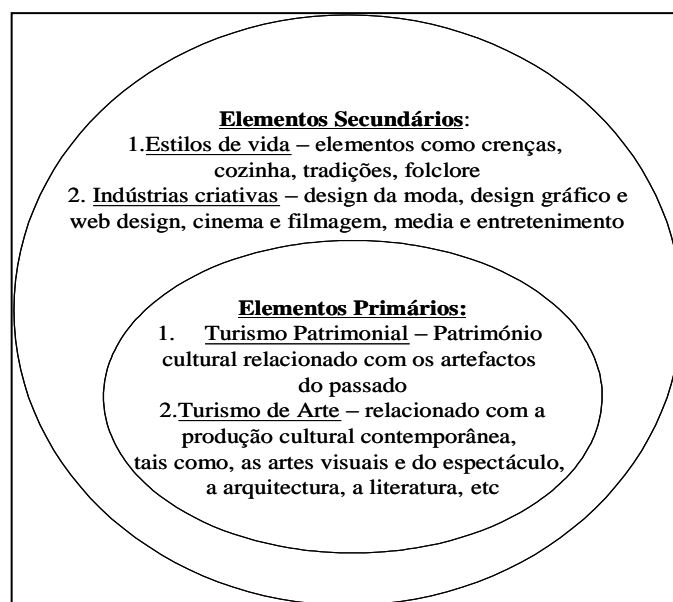 Elementos Secundários:
1.Estilos de vida – elementos como crenças,
cozinha, tradições, folclore
2. Indústrias criativas – design da moda, design gráfico e
web design, cinema e filmagem, media e entretenimento
Elementos Primários:
1. Turismo Patrimonial – Património
cultural relacionado com os artefactos
do passado
2.Turismo de Arte – relacionado com a
produção cultural contemporânea,
tais como, as artes visuais e do espectáculo,
a arquitectura, a literatura, etc